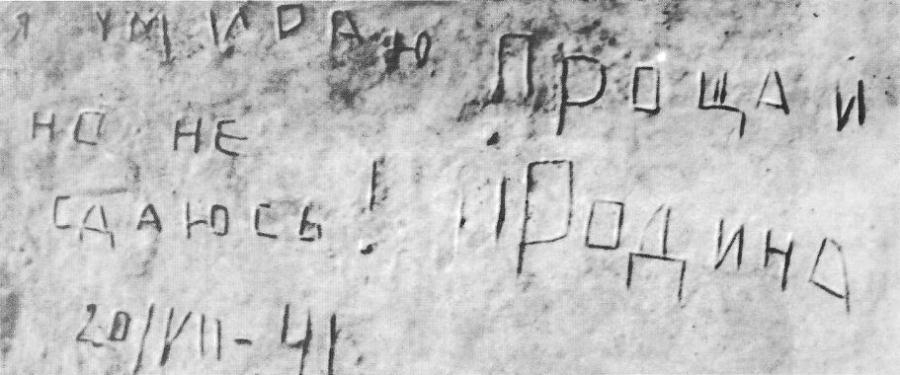 Я УМИРАЮ
НО НЕ
СДАЮСЬ!
20/VII-41
ПРОЩАЙ
РОДИНА